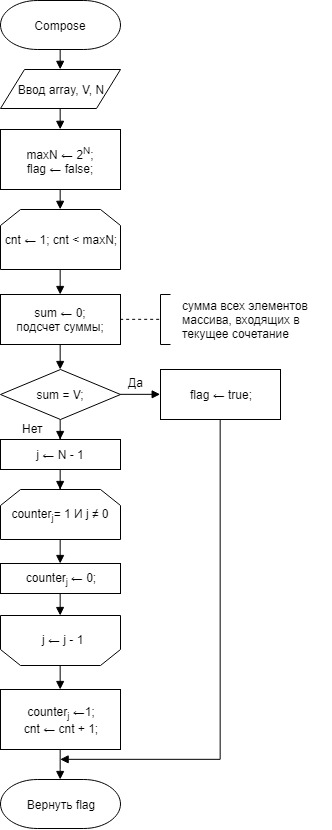 Compose
Ввод array, V, N
maxN ← 2^N;
flag ← false;
cnt ← 1; cnt < maxN;
sum ← 0;
подсчет суммы;
сумма всех элементов
массива, входящих в
текущее сочетание
sum = V;
Да
flag ← true;
Нет
j ← N - 1
counterj= 1 И j ≠ 0
counterj ← 0;
j ← j - 1
counterj ←1;
cnt ← cnt + 1;
Вернуть flag